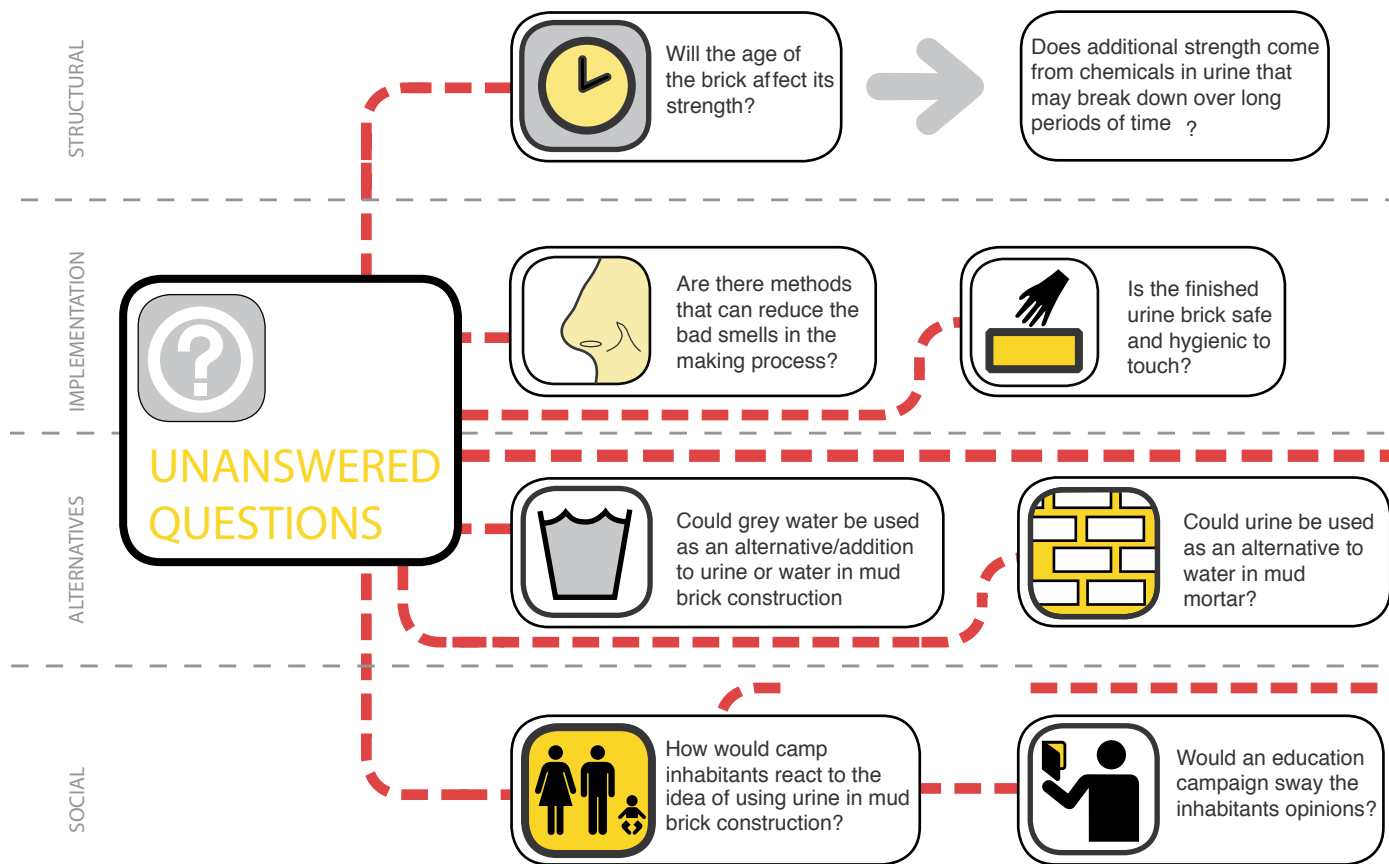 STRUCTURAL
Will the age of
the brick affect its
strength?
Does additional strength come
from chemicals in urine that
may break down over long
periods of time ?
IMPLEMENTATION
Are there methods
that can reduce the
bad smells in the
making process?
Is the finished
urine brick safe
and hygienic to
touch?
?
UNANSWERED
QUESTIONS
ALTERNATIVES
Could grey water be used
as an alternative/addition
to urine or water in mud
brick construction
Could urine be used
as an alternative to
water in mud
mortar?
SOCIAL
How would camp
inhabitants react to the
idea of using urine in mud
brick construction?
Would an education
campaign sway the
inhabitants opinions?